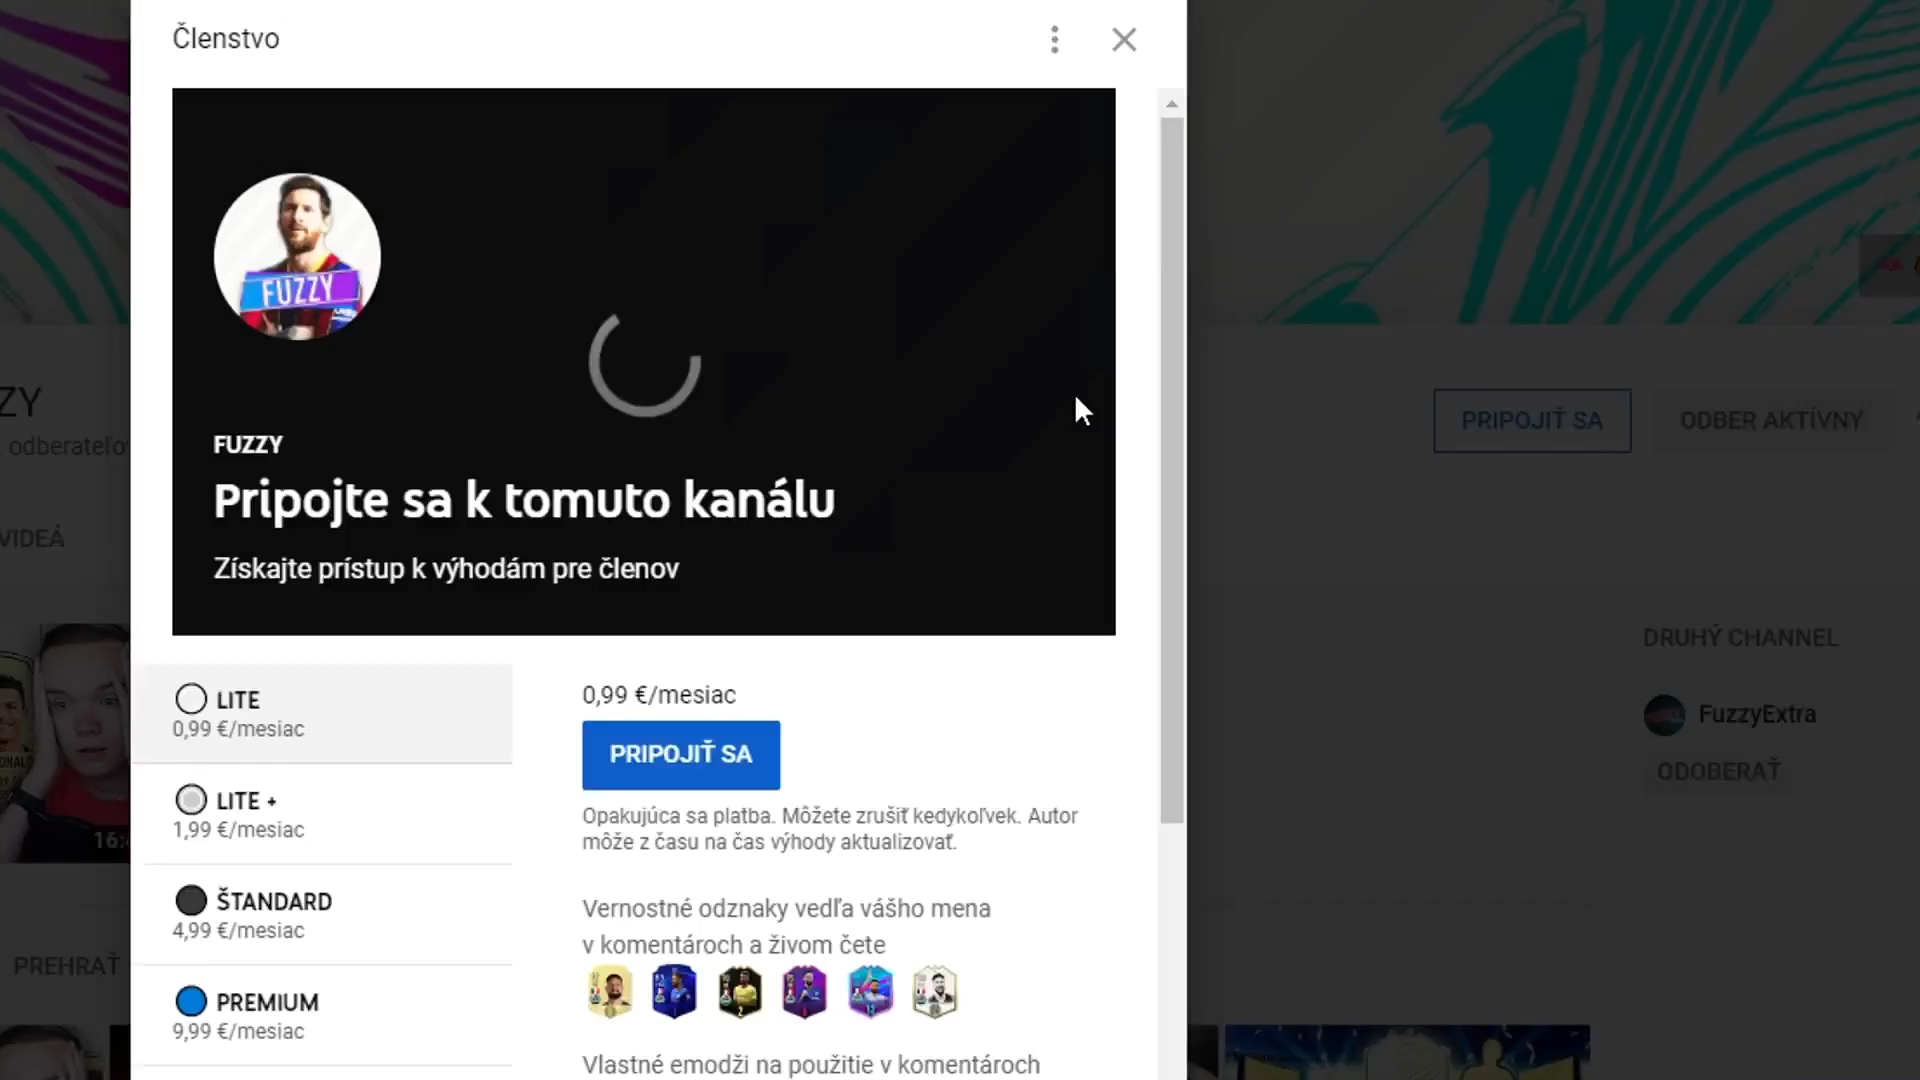 Členstvo
FUZZY
FUZZY
Pripojte sa k tomuto kanálu
Získajte prístup k výhodám pre členov
LITE
0,99 €/mesiac
LITE +
1,99 €/mesiac
ŠTANDARD
4,99 €/mesiac
PREMIUM
9,99 €/mesiac
0,99 €/mesiac
PRIPOJIŤ SA
Opakujúca sa platba. Môžete zrušiť kedykoľvek. Autor
môže z času na čas výhody aktualizovať.
Vernostné odznaky vedľa vášho mena
v komentároch a živom čete
Vlastné emodži na použitie v komentároch
ZY
odberateľo
VIDEÁ
PREHRAŤ
PRIPOJIŤ SA
ODBER AKTÍVNY
DRUHÝ CHANNEL
FuzzyExtra
ODOBERAŤ